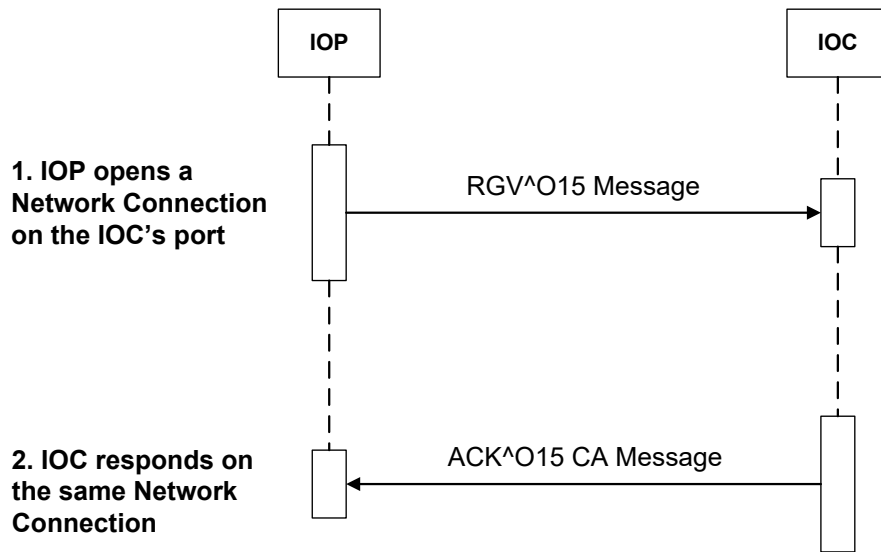 IOP
IOC
1. IOP opens a
Network Connection
on the IOC's port
RGV^O15 Message
2. IOC responds on
the same Network
Connection
ACK^O15 CA Message